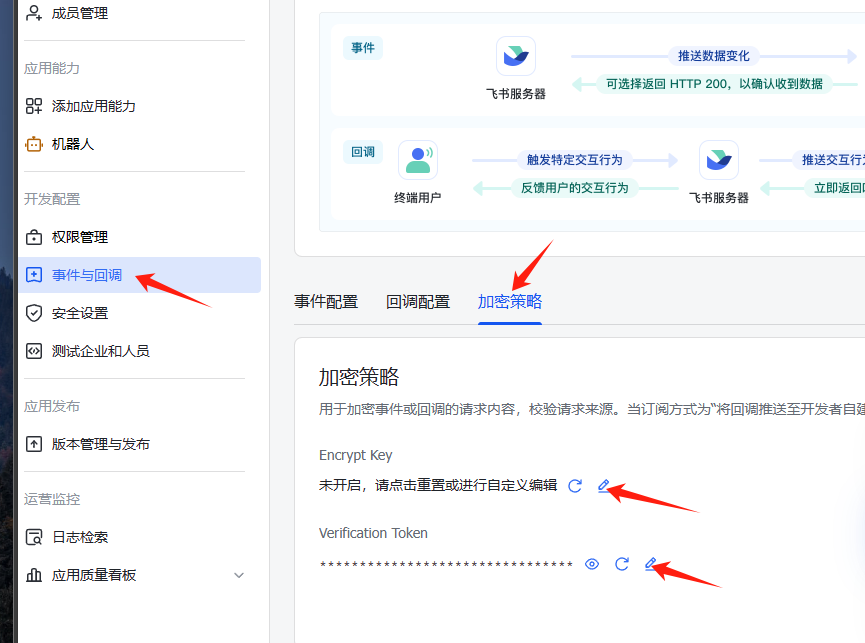 成员管理
应用能力
添加应用能力
机器人
开发配置
权限管理
事件与回调
安全设置
测试企业和人员
应用发布
版本管理与发布
运营监控
日志检索
应用质量看板
事件
飞书服务器
推送数据变化
可选择返回 HTTP 200，以确认收到数据
回调
终端用户
触发特定交互行为
反馈用户的交互行为
飞书服务器
推送交互行
立即返回
事件配置
回调配置
加密策略
加密策略
用于加密事件或回调的请求内容，校验请求来源。当订阅方式为“将回调推送至开发者自建
Encrypt Key
未开启，请点击重置或进行自定义编辑
Verification Token
********************************